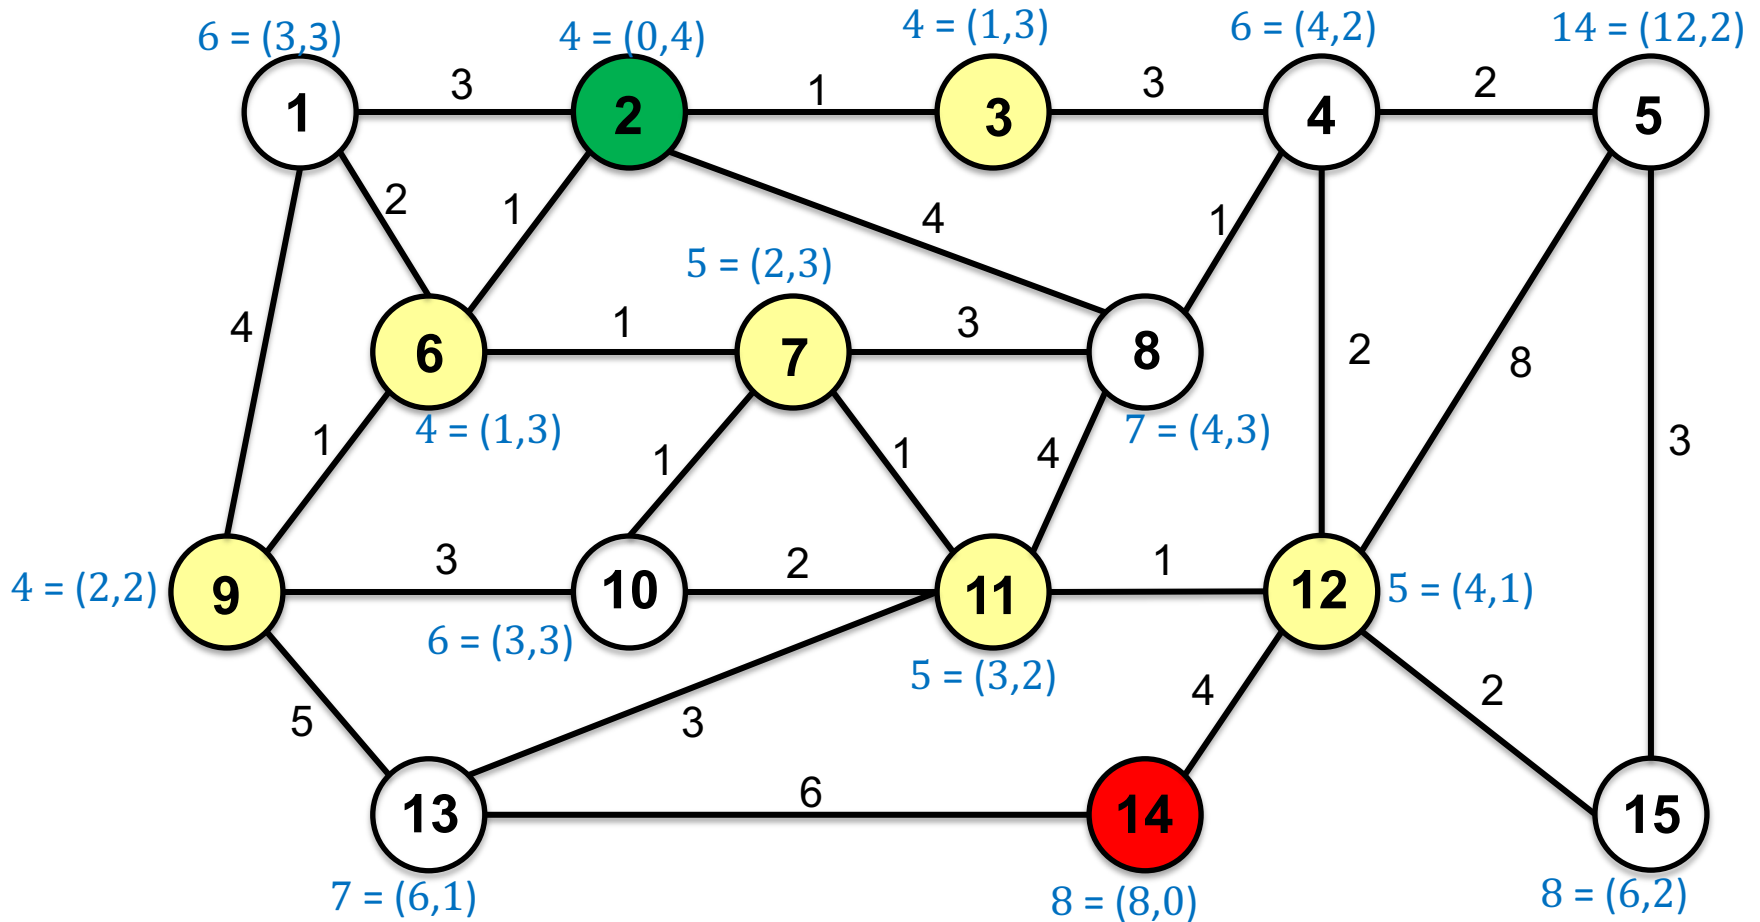 6 = (3,3)
4 = (0,4)
4 = (1,3)
6 = (4,2)
14 = (12,2)
1
3
2
1
3
3
4
2
5
2
1
4
1
5 = (2,3)
4
6
1
7
3
8
2
8
4 = (1,3)
7 = (4,3)
1
1
1
4
3
4 = (2,2)
9
3
10
2
11
1
12
5 = (4,1)
6 = (3,3)
5 = (3,2)
5
3
4
2
13
6
14
15
7 = (6,1)
8 = (8,0)
8 = (6,2)